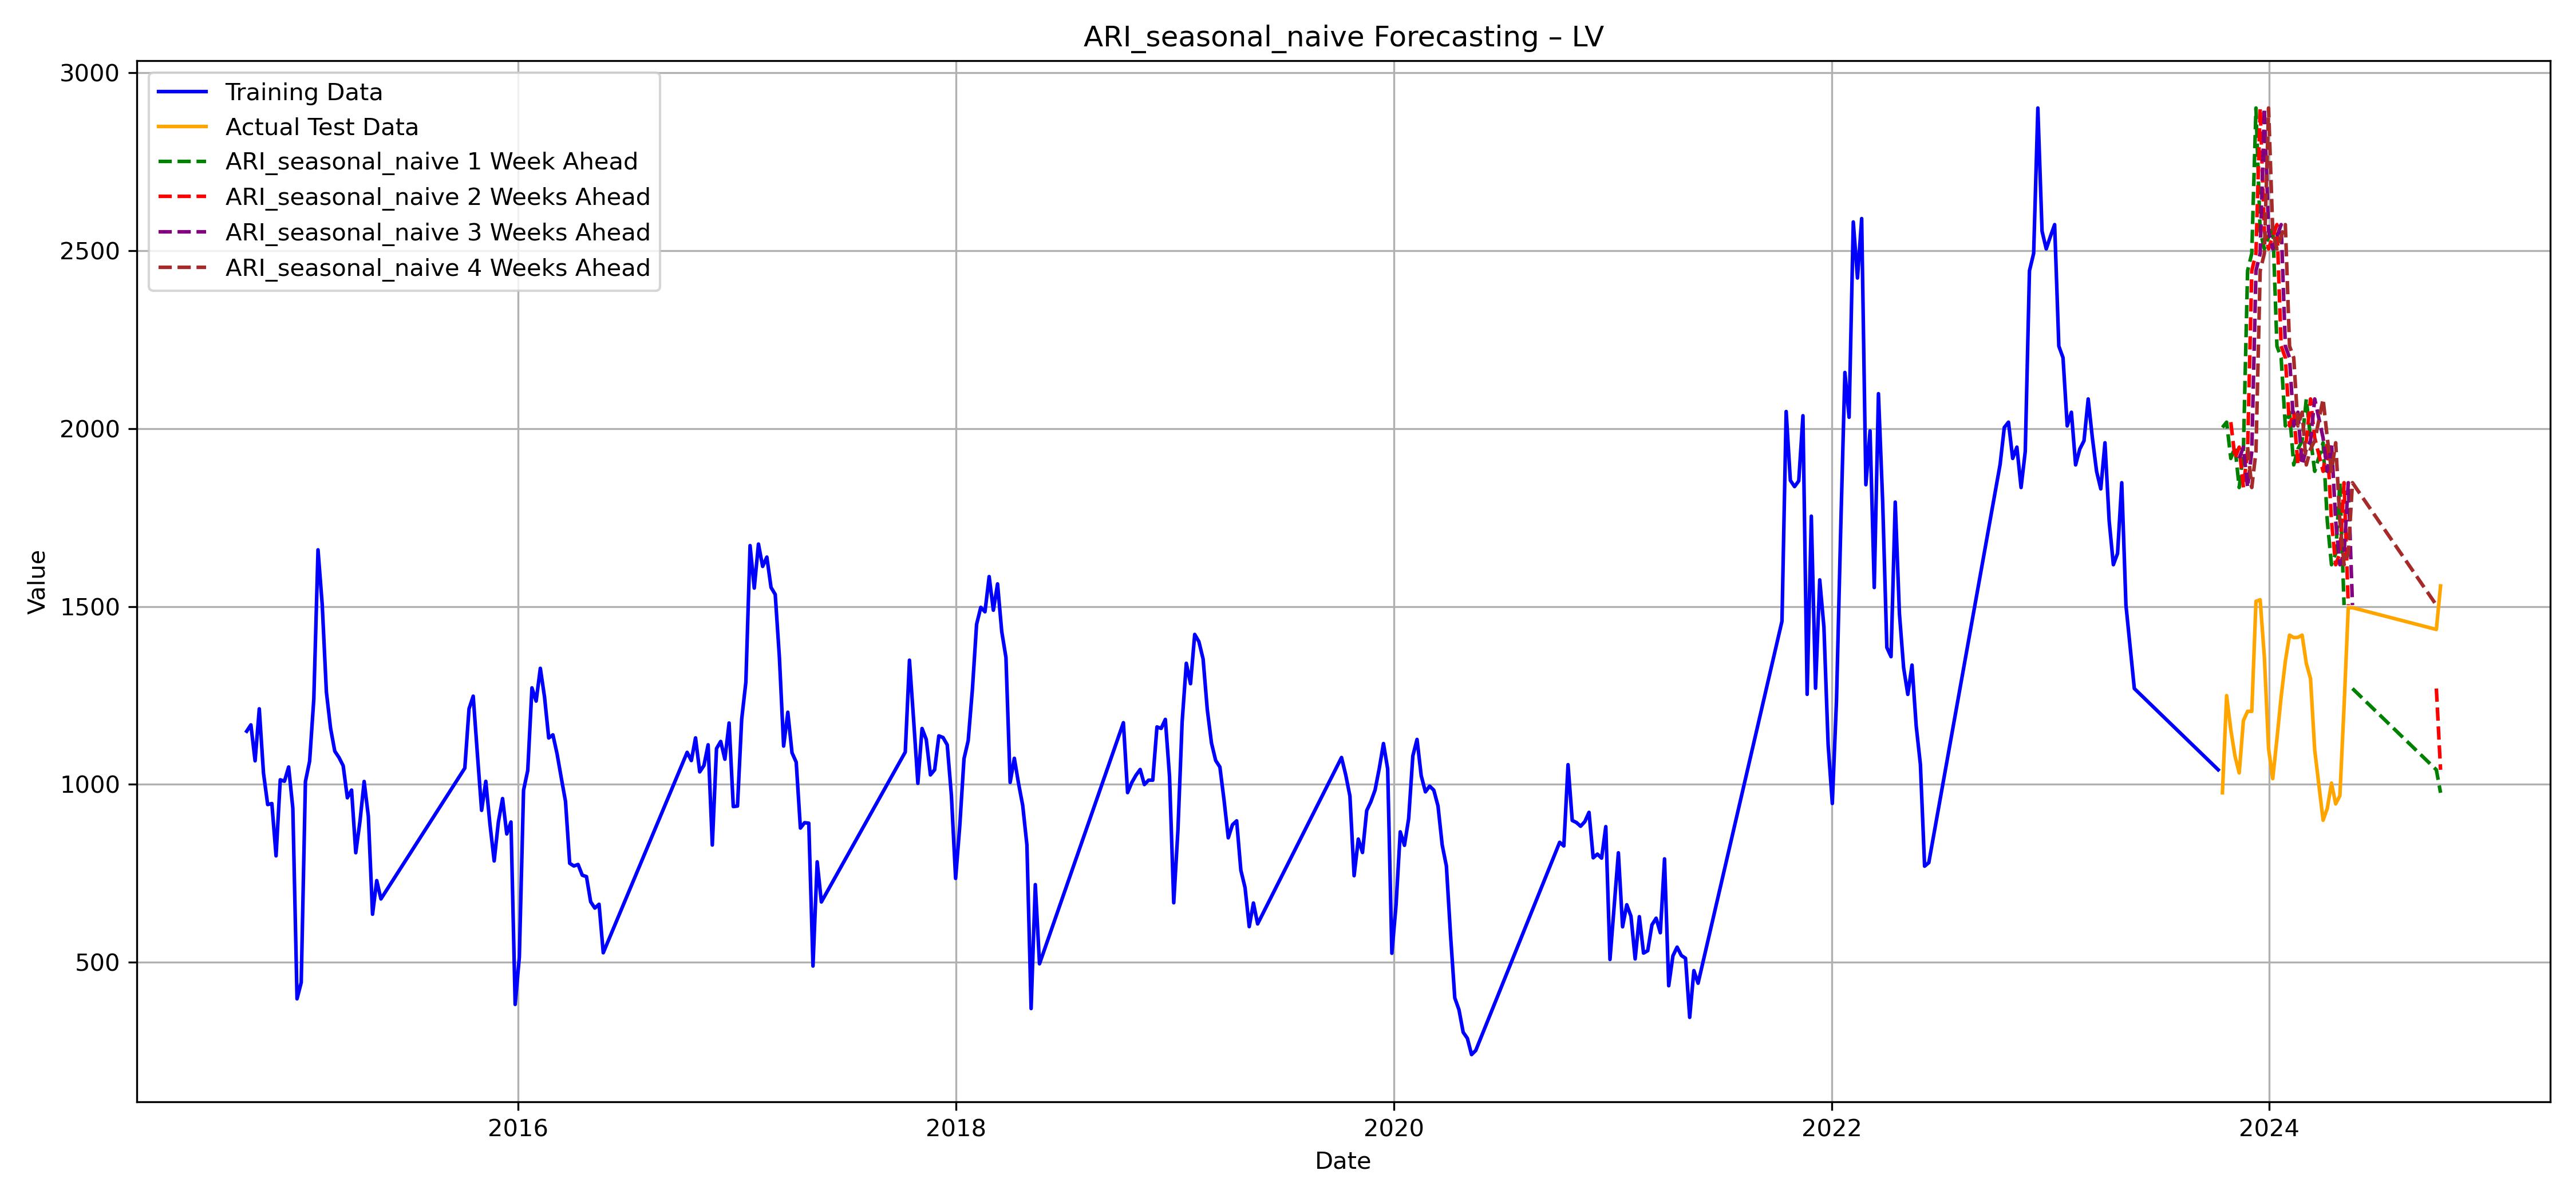 ARI_seasonal_naive Forecasting – LV
3000
2500
2000
1500
1000
500
Value
Training Data
Actual Test Data
ARI_seasonal_naive 1 Week Ahead
ARI_seasonal_naive 2 Weeks Ahead
ARI_seasonal_naive 3 Weeks Ahead
ARI_seasonal_naive 4 Weeks Ahead
2016
2018
2020
2022
2024
Date